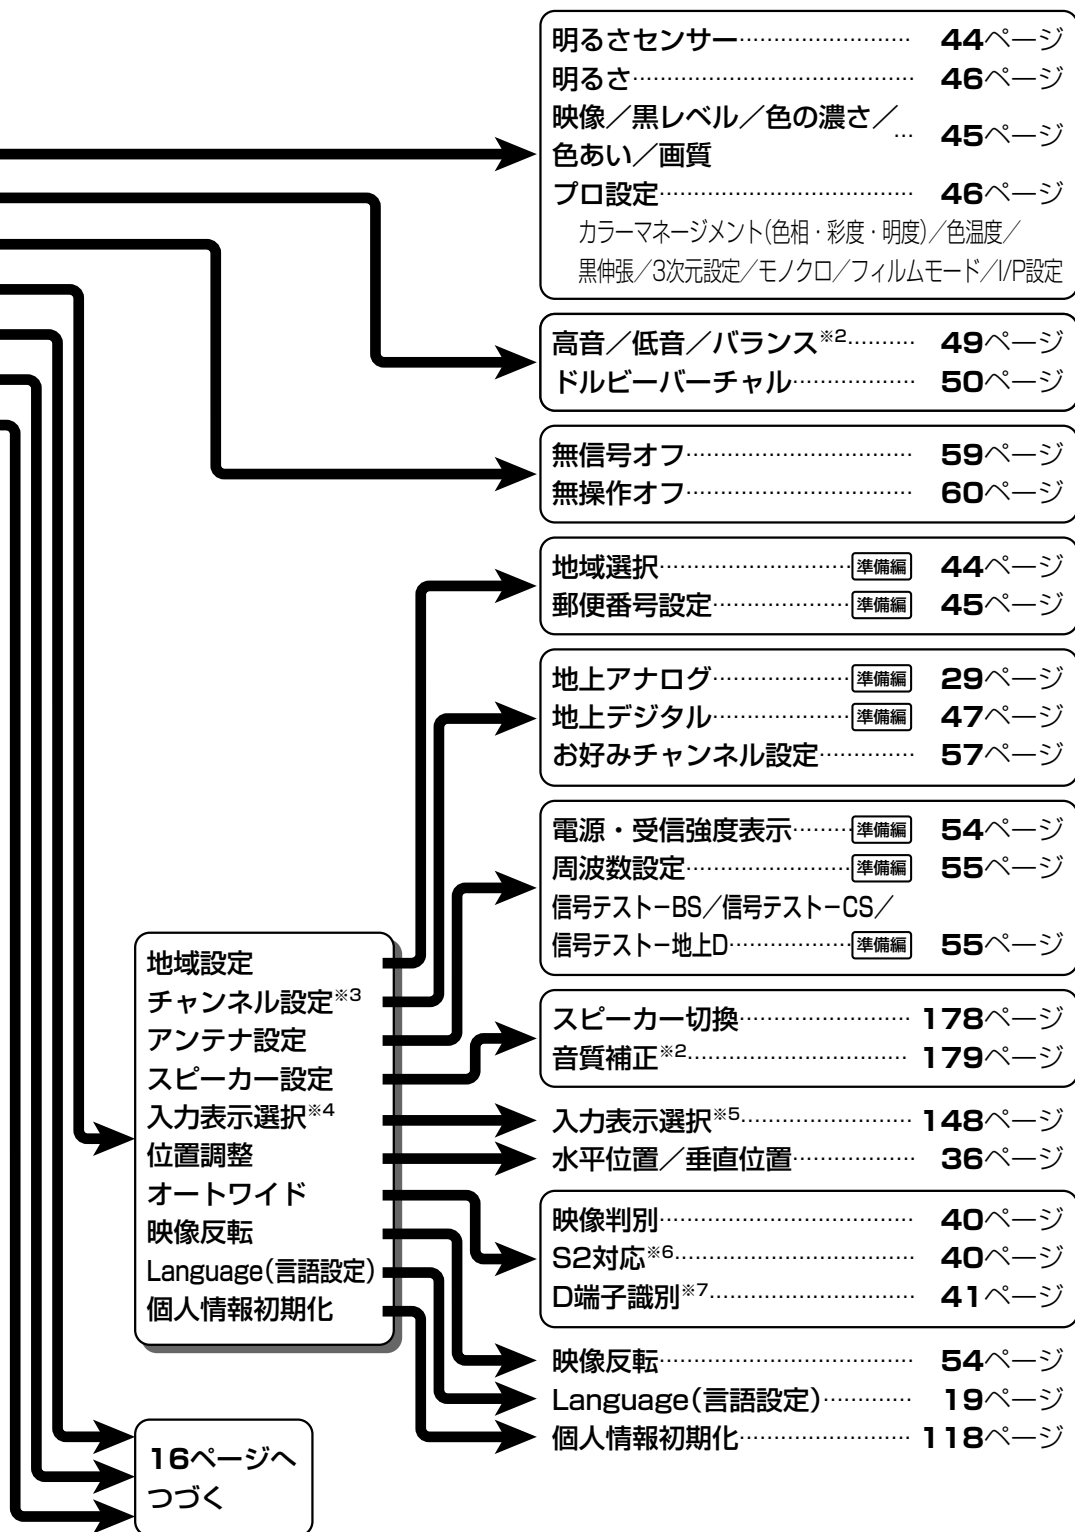 明るさセンサー························· 44ページ
明るさ········································· 46ページ
映像／黒レベル／色の濃さ／
色あい／画質 ··· 45ページ
プロ設定····································· 46ページ
カラーマネージメント(色相・彩度・明度)／色温度／
黒伸張／3次元設定／モノクロ／フィルムモード／I/P設定
高音／低音／バランス※2·········· 49ページ
ドルビーバーチャル·················· 50ページ
無信号オフ································· 59ページ
無操作オフ································· 60ページ
地域選択····························準備編 44ページ
郵便番号設定····················準備編 45ページ
地上アナログ····················準備編 29ページ
地上デジタル····················準備編 47ページ
お好みチャンネル設定·············· 57ページ
電源・受信強度表示·········準備編 54ページ
周波数設定························準備編 55ページ
信号テストーBS／信号テストーCS／
信号テストー地上D··················準備編 55ページ
スピーカー切換························· 178ページ
音質補正※2································ 179ページ
入力表示選択※5························· 148ページ
水平位置／垂直位置·················· 36ページ
映像判別····································· 40ページ
S2対応※6··································· 40ページ
D端子識別※7······························ 41ページ
映像反転····································· 54ページ
Language(言語設定)············· 19ページ
個人情報初期化························· 118ページ
地域設定
チャンネル設定※3
アンテナ設定
スピーカー設定
入力表示選択※4
位置調整
オートワイド
映像反転
Language(言語設定)
個人情報初期化
16ページへ
つづく